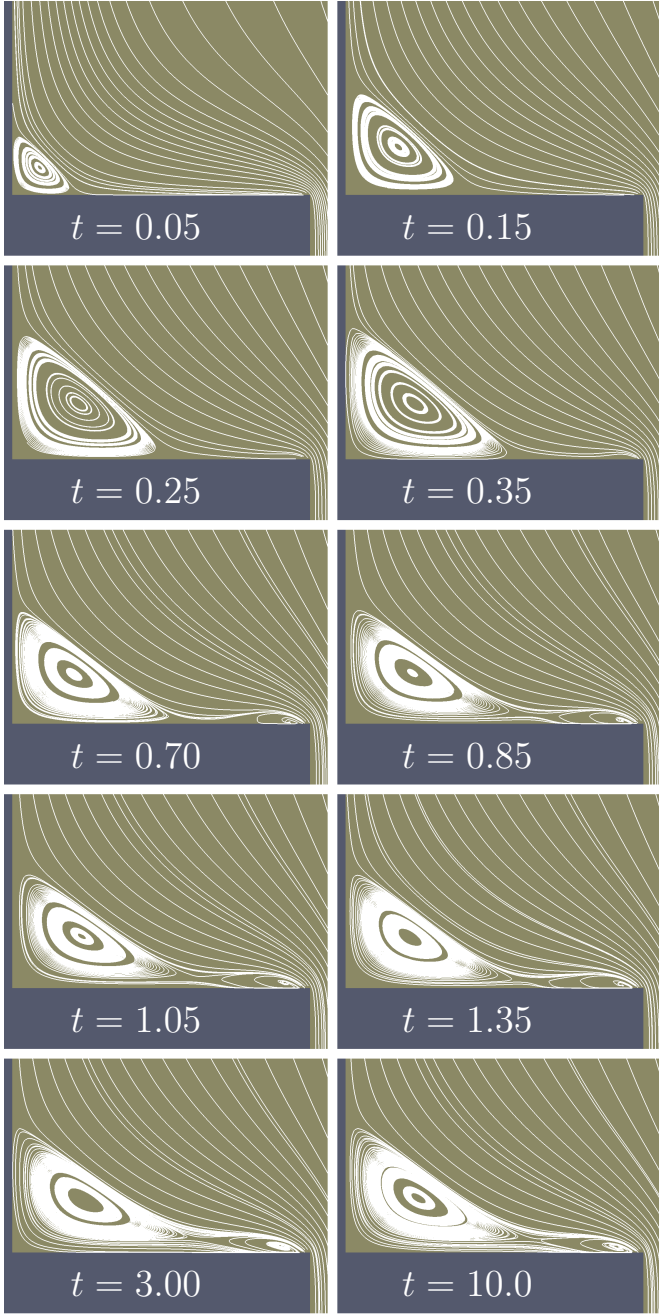 t = 0.05
t = 0.15
t = 0.25
t = 0.35
t = 0.70
t = 0.85
t = 1.05
t = 1.35
t = 3.00
t = 10.0